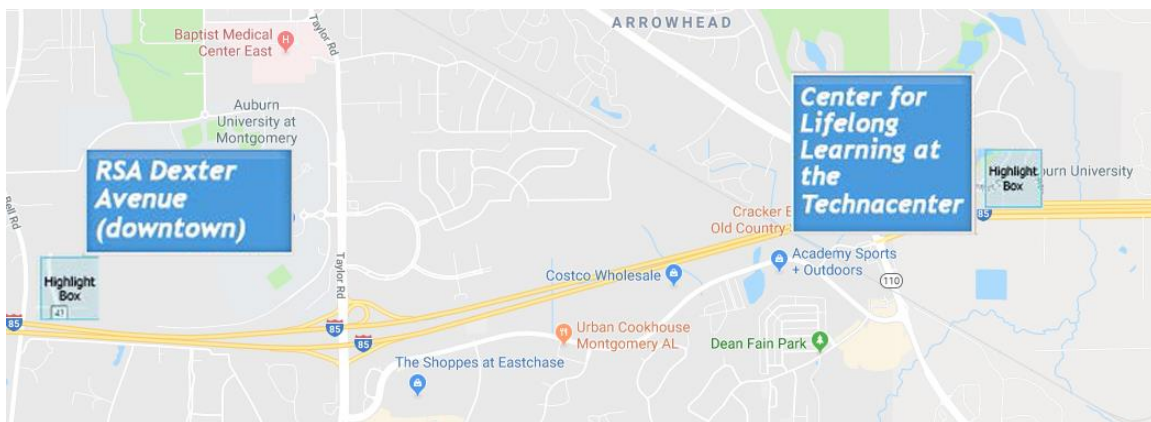 ARROWHEAD
Taylor Rd
Baptist Medical
Center East
Auburn
University at
Montgomery
RSA Dexter
Avenue
(downtown)
Bell Rd
Highlight
Box
41
85
Taylor Rd
85
85
The Shoppes at Eastchase
Costco Wholesale
Urban Cookhouse
Montgomery AL
Cracker
Old Country
Academy Sports
+ Outdoors
Dean Fain Park
110
Center for
Lifelong
Learning at
the
Technacenter
Highlight
Box
University
85